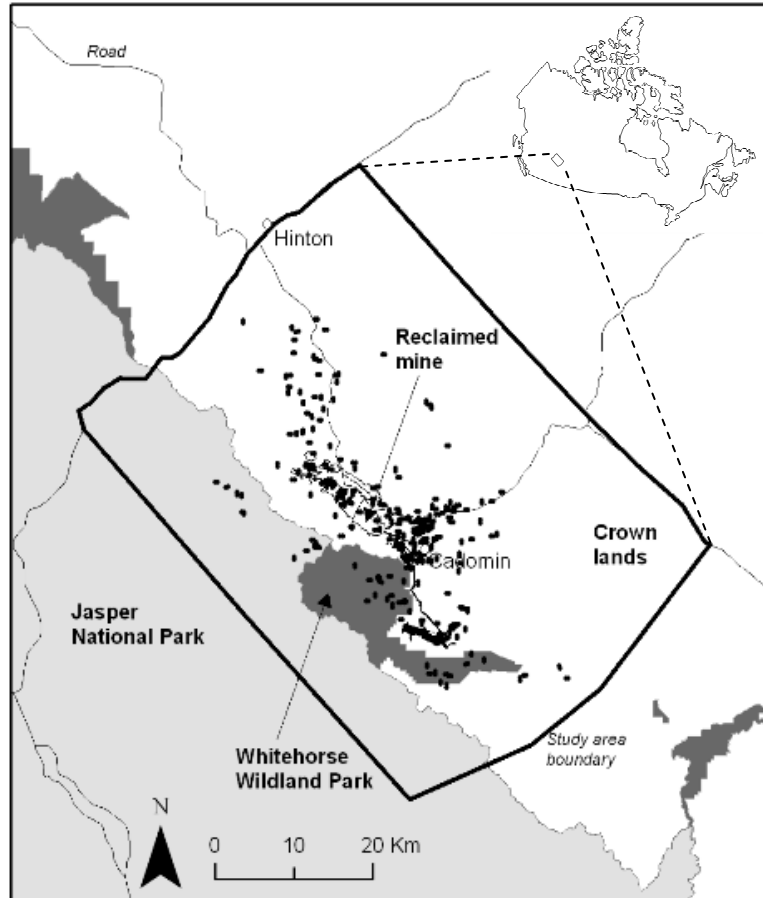 Road
Hinton
Reclaimed
mine
Cadomin
Crown
lands
Jasper
National Park
Whitehorse
Wildland Park
Study area
boundary
N
0 10 20 Km